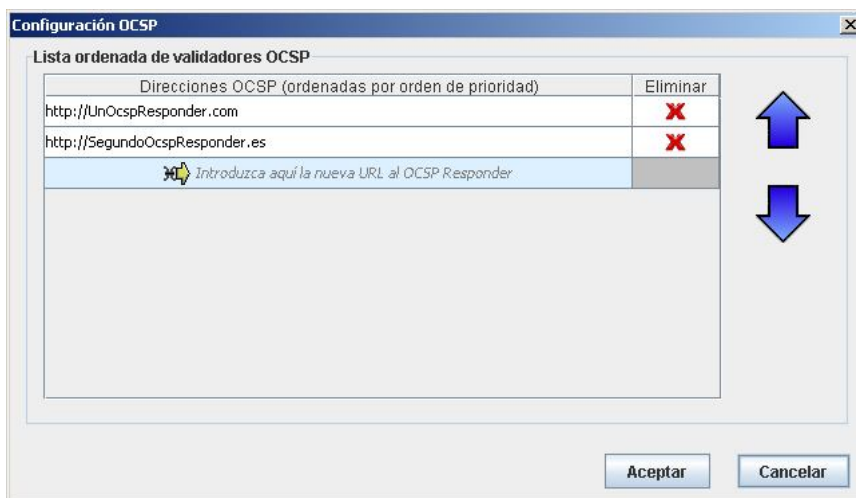 Configuración OCSP
Lista ordenada de validadores OCSP
Direcciones OCSP (ordenadas por orden de prioridad) Eliminar
http://UnOcspResponder.com
http://SegundoOcspResponder.es
Introduzca aquí la nueva URL al OCSP Responder
Aceptar Cancelar